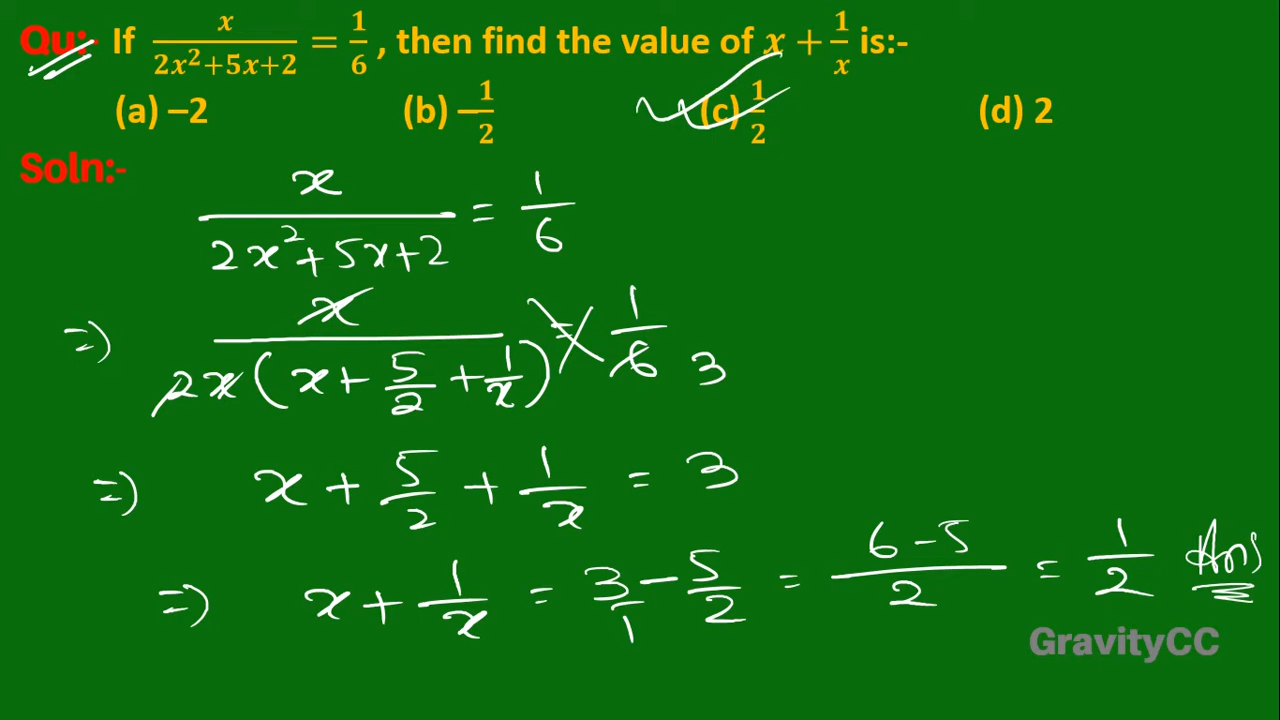 Qu:- If x/(2x²+5x+2) = 1/6 , then find the value of x + 1/x is:-
(a) –2 (b) –1/2 (c) 1/2 (d) 2
Soln:-
x/(2x²+5x+2) = 1/6
=> x/(2x(x + 5/2 + 1/x)) = 1/6 3
=> x + 5/2 + 1/x = 3
=> x + 1/x = 3/1 − 5/2 = (6−5)/2 = 1/2 Ans
GravityCC